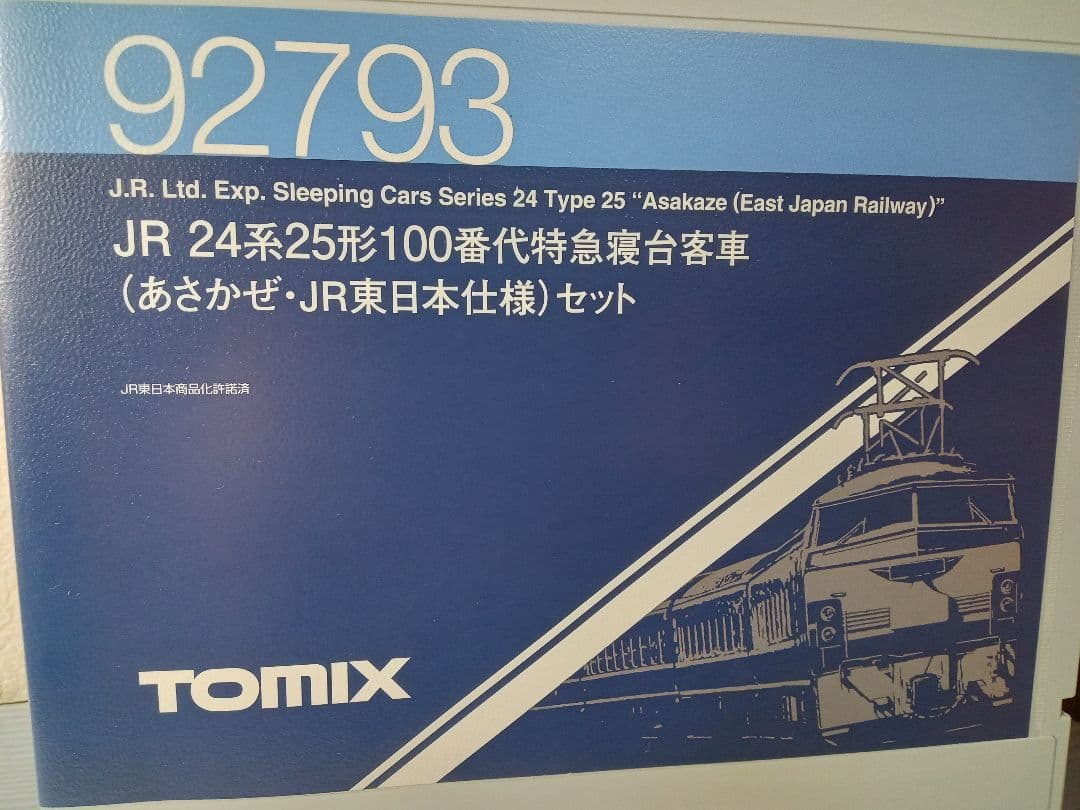 92793
J.R. Ltd. Exp. Sleeping Cars Series 24 Type 25 “Asakaze (East Japan Railway)”
JR 24系25形100番代特急寝台客車
(あさかぜ・JR東日本仕様)セット
JR東日本商品化許諾済
TOMIX